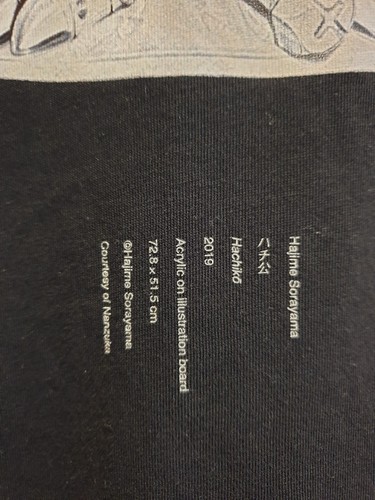 Hajime Sorayama
ハチ公
Hachikō
2019
Acrylic on illustration board
72.8 x 51.5 cm
©Hajime Sorayama
Courtesy of Nanzuka